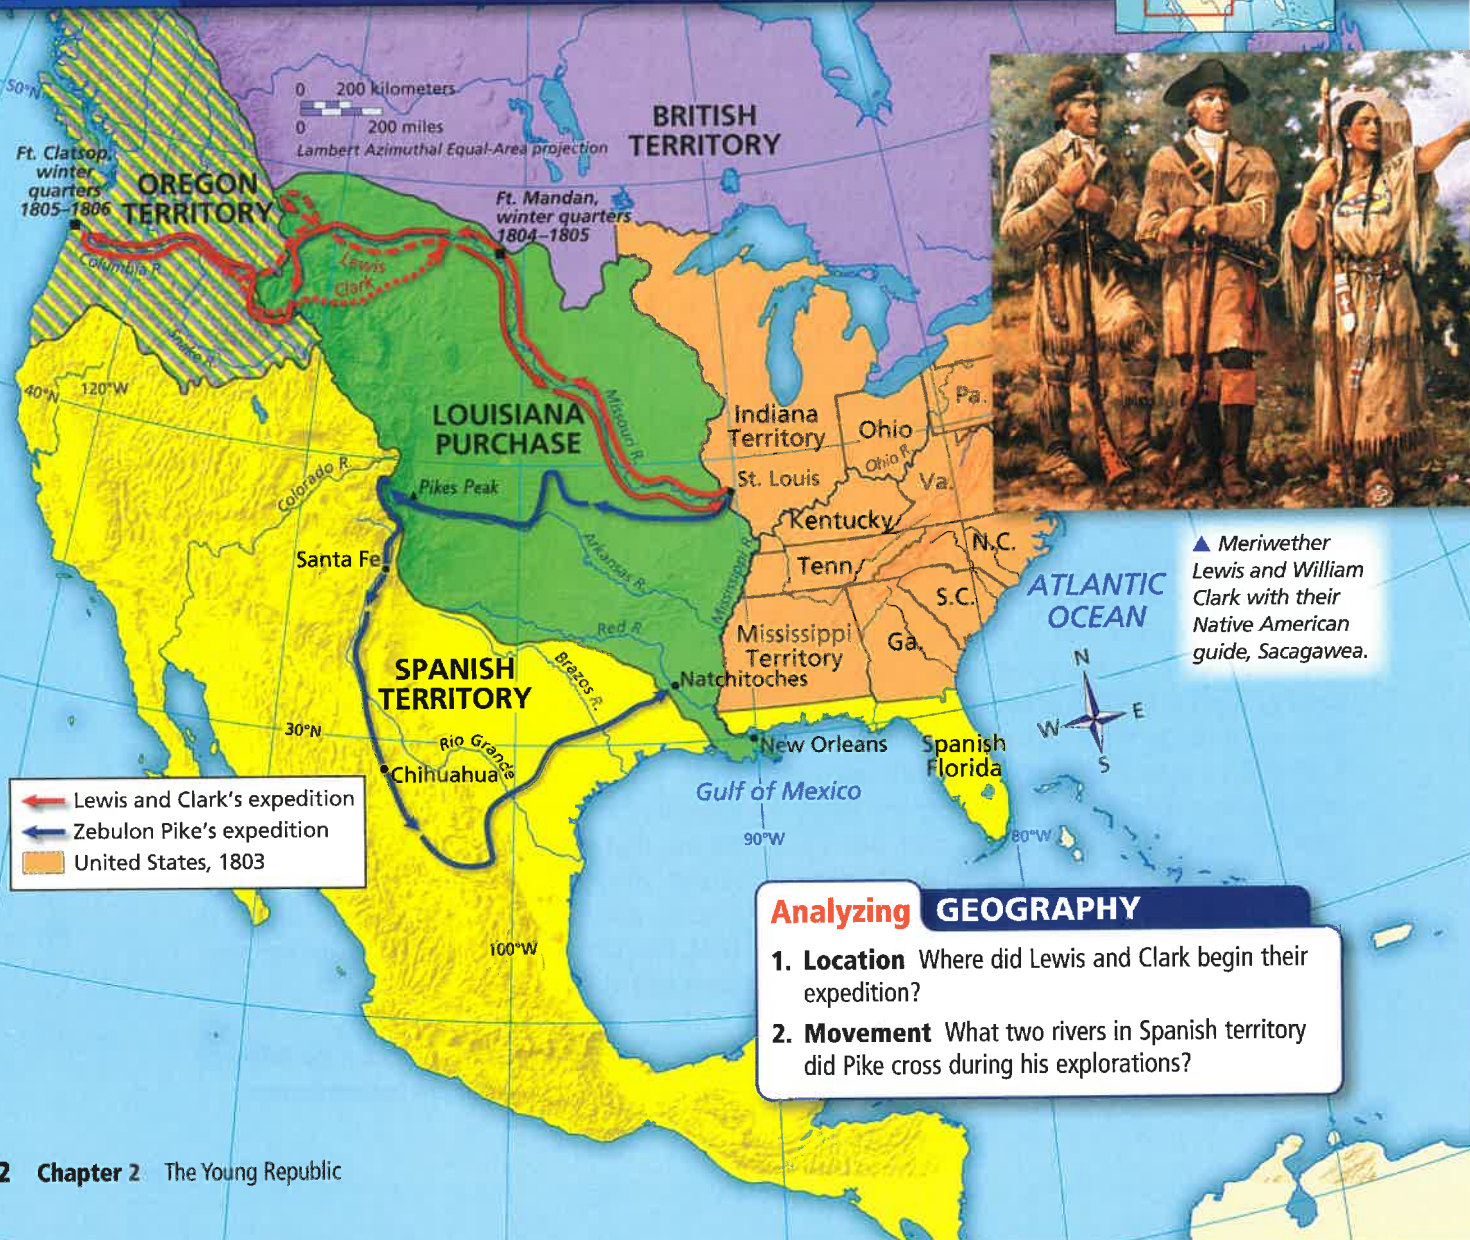 50°N
0 200 kilometers
0 200 miles
Lambert Azimuthal Equal-Area projection
BRITISH
TERRITORY
Ft. Clatsop,
winter
quarters
1805–1806
OREGON
TERRITORY
Ft. Mandan,
winter quarters
1804–1805
Columbia R.
Lewis
Clark
Snake R.
40°N
120°W
LOUISIANA
PURCHASE
Missouri R.
Indiana
Territory
Ohio
Pa.
Ohio R.
Va.
St. Louis
Colorado R.
Pikes Peak
Kentucky
Arkansas R.
Mississippi R.
Tenn.
N.C.
S.C.
Santa Fe
Red R.
Mississippi
Territory
Ga.
ATLANTIC
OCEAN
▲ Meriwether
Lewis and William
Clark with their
Native American
guide, Sacagawea.
N
W
E
S
SPANISH
TERRITORY
Brazos R.
Natchitoches
30°N
Rio Grande
Chihuahua
New Orleans
Spanish
Florida
Gulf of Mexico
90°W
80°W
100°W
Lewis and Clark's expedition
Zebulon Pike's expedition
United States, 1803
Analyzing GEOGRAPHY
1. Location Where did Lewis and Clark begin their
expedition?
2. Movement What two rivers in Spanish territory
did Pike cross during his explorations?
2 Chapter 2 The Young Republic